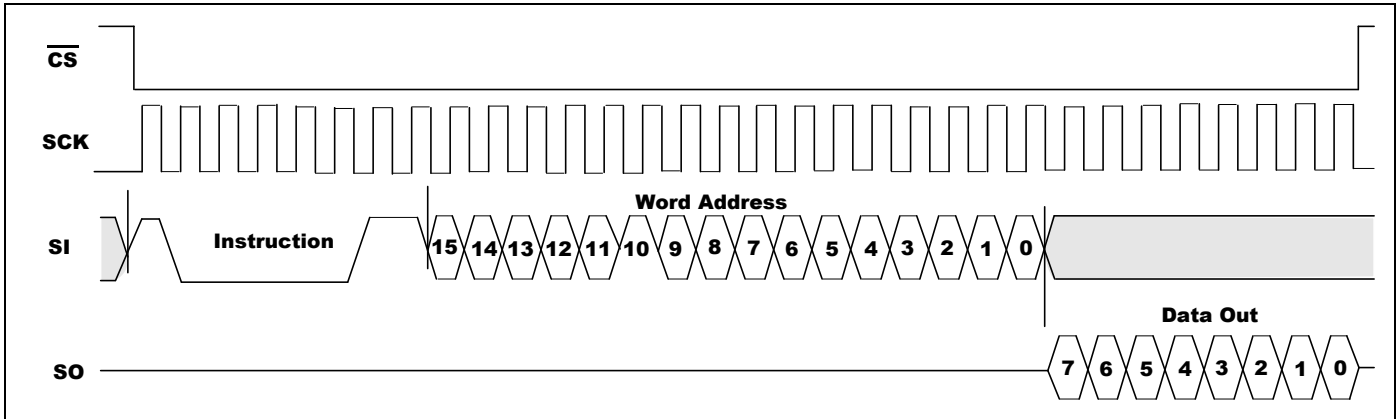 CS
SCK
Word Address
SI Instruction 15 14 13 12 11 10 9 8 7 6 5 4 3 2 1 0
Data Out
SO 7 6 5 4 3 2 1 0